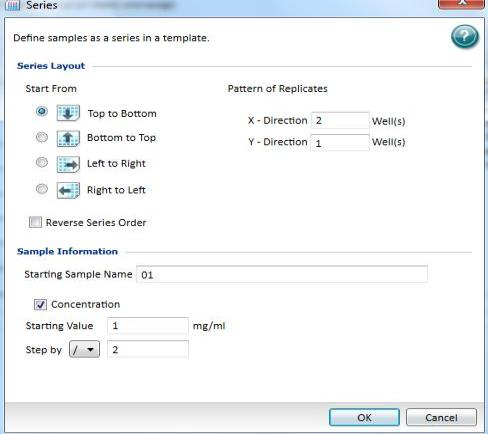 Series
Define samples as a series in a template.
?
Series Layout
Start From
Pattern of Replicates
Top to Bottom
X - Direction 2 Well(s)
Bottom to Top
Y - Direction 1 Well(s)
Left to Right
Right to Left
Reverse Series Order
Sample Information
Starting Sample Name 01
Concentration
Starting Value 1 mg/ml
Step by / 2
OK Cancel